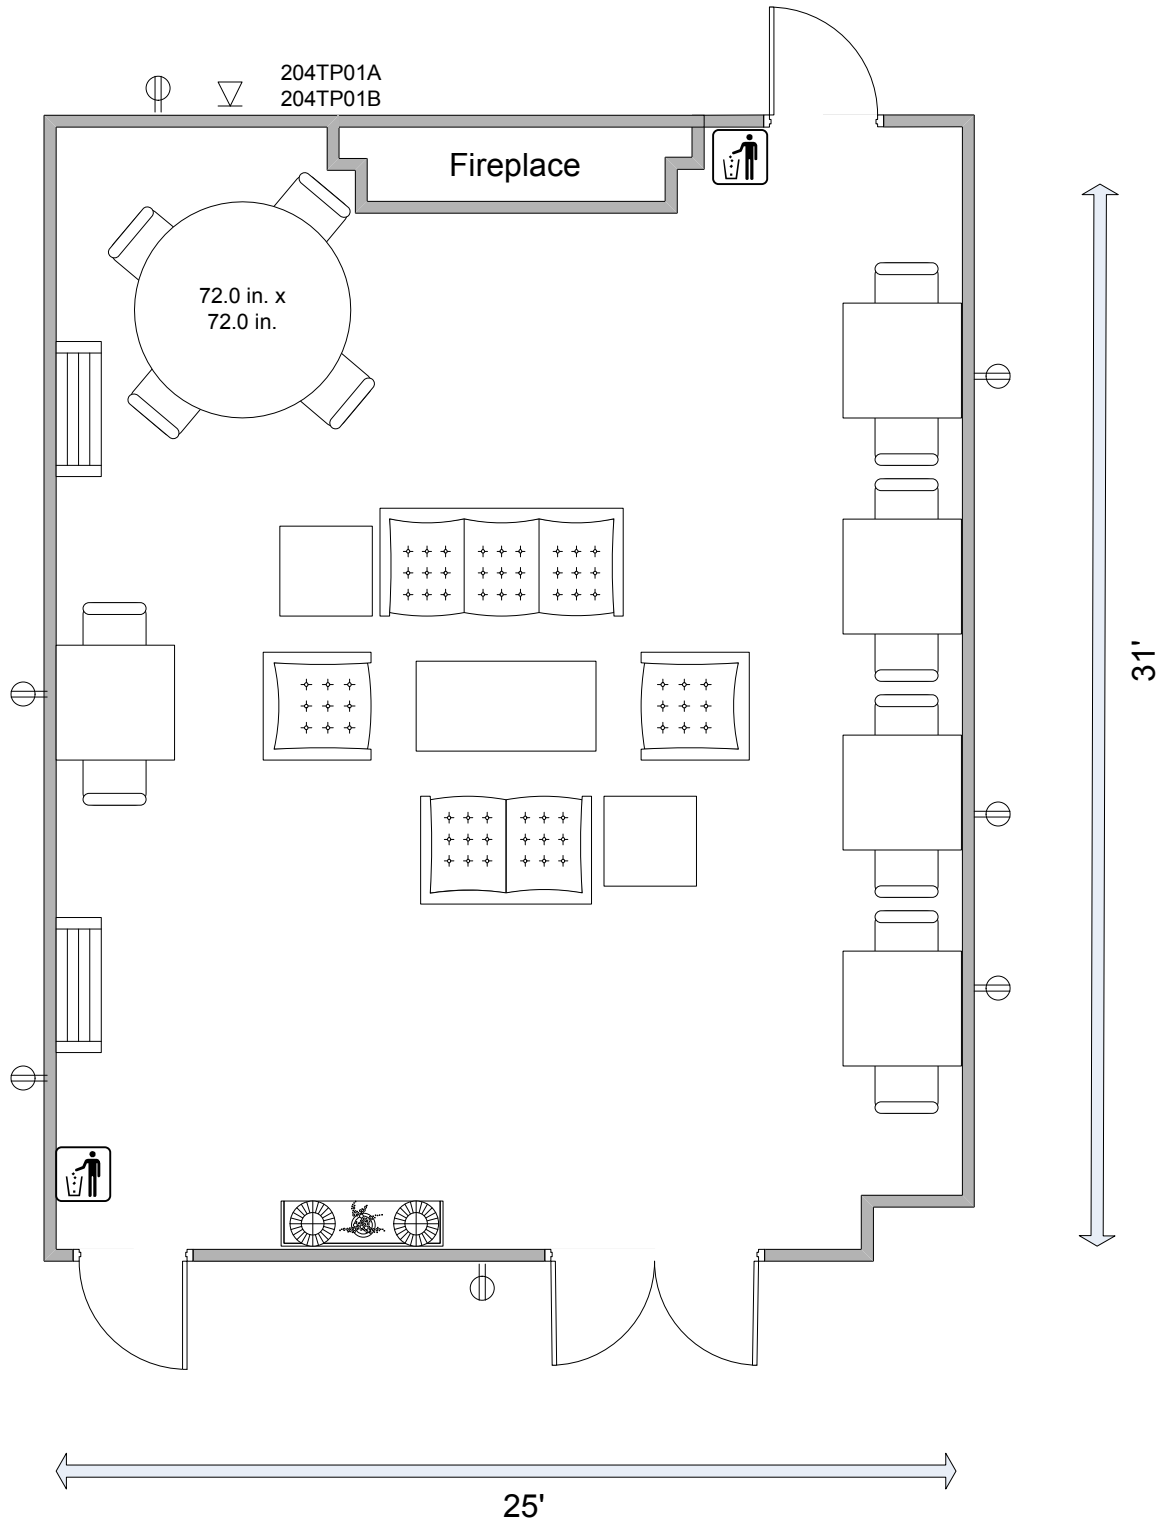 204TP01A
204TP01B
Fireplace
72.0 in. x
72.0 in.
31'
25'